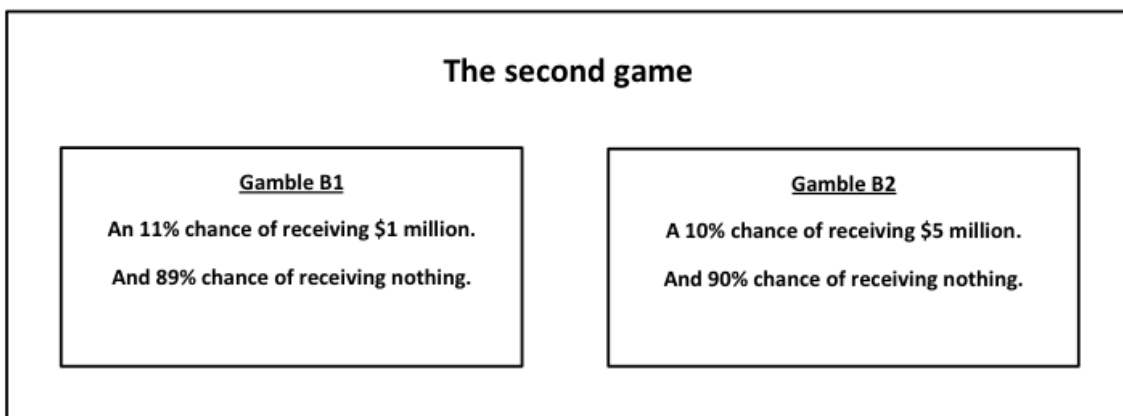 The second game
Gamble B1
An 11% chance of receiving $1 million.
And 89% chance of receiving nothing.
Gamble B2
A 10% chance of receiving $5 million.
And 90% chance of receiving nothing.